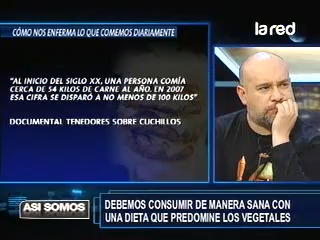 CÓMO NOS ENFERMA LO QUE COMEMOS DIARIAMENTE
la red
"AL INICIO DEL SIGLO XX, UNA PERSONA COMÍA
CERCA DE 54 KILOS DE CARNE AL AÑO. EN 2007
ESA CIFRA SE DISPARÓ A NO MENOS DE 100 KILOS"
DOCUMENTAL TENEDORES SOBRE CUCHILLOS
ASI SOMOS
DEBEMOS CONSUMIR DE MANERA SANA CON
UNA DIETA QUE PREDOMINE LOS VEGETALES